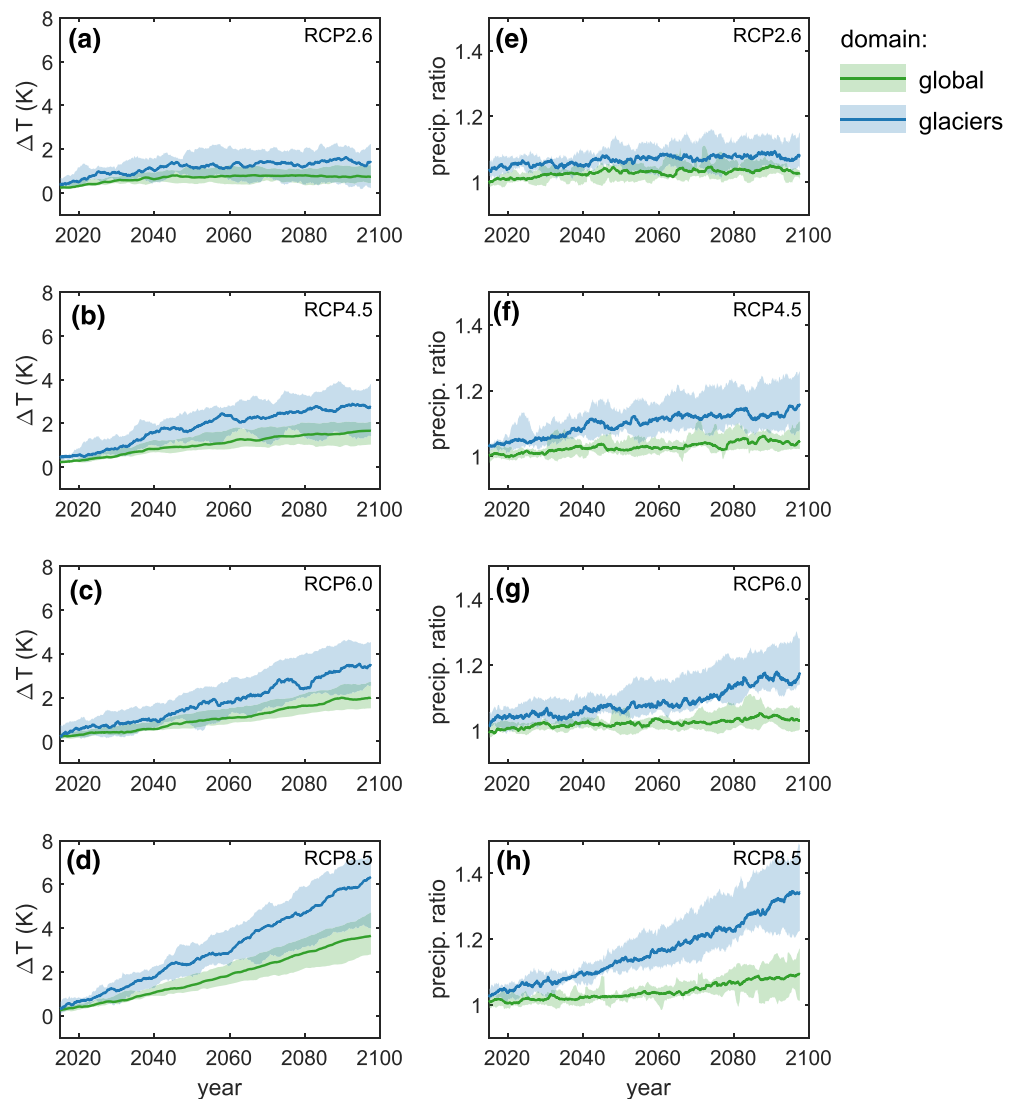 (a)
RCP2.6
8
6
4
2
0
Δ T (K)
2020 2040 2060 2080 2100
(e)
RCP2.6
1.4
1.2
1
precip. ratio
2020 2040 2060 2080 2100
domain:
global
glaciers
(b)
RCP4.5
8
6
4
2
0
Δ T (K)
2020 2040 2060 2080 2100
(f)
RCP4.5
1.4
1.2
1
precip. ratio
2020 2040 2060 2080 2100
(c)
RCP6.0
8
6
4
2
0
Δ T (K)
2020 2040 2060 2080 2100
(g)
RCP6.0
1.4
1.2
1
precip. ratio
2020 2040 2060 2080 2100
(d)
RCP8.5
8
6
4
2
0
Δ T (K)
2020 2040 2060 2080 2100
year
(h)
RCP8.5
1.4
1.2
1
precip. ratio
2020 2040 2060 2080 2100
year